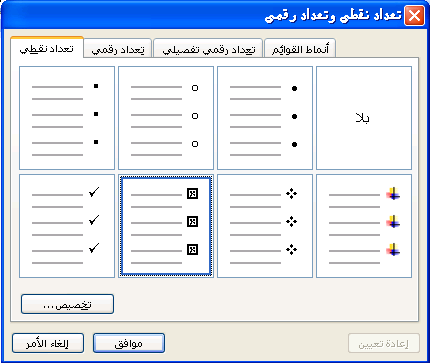 تعداد نقطي وتعداد رقمي
تعداد نقطي تعداد رقمي تعداد رقمي تفصيلي أنماط القوائم
بلا
تخصيص...
إعادة تعيين موافق إلغاء الأمر